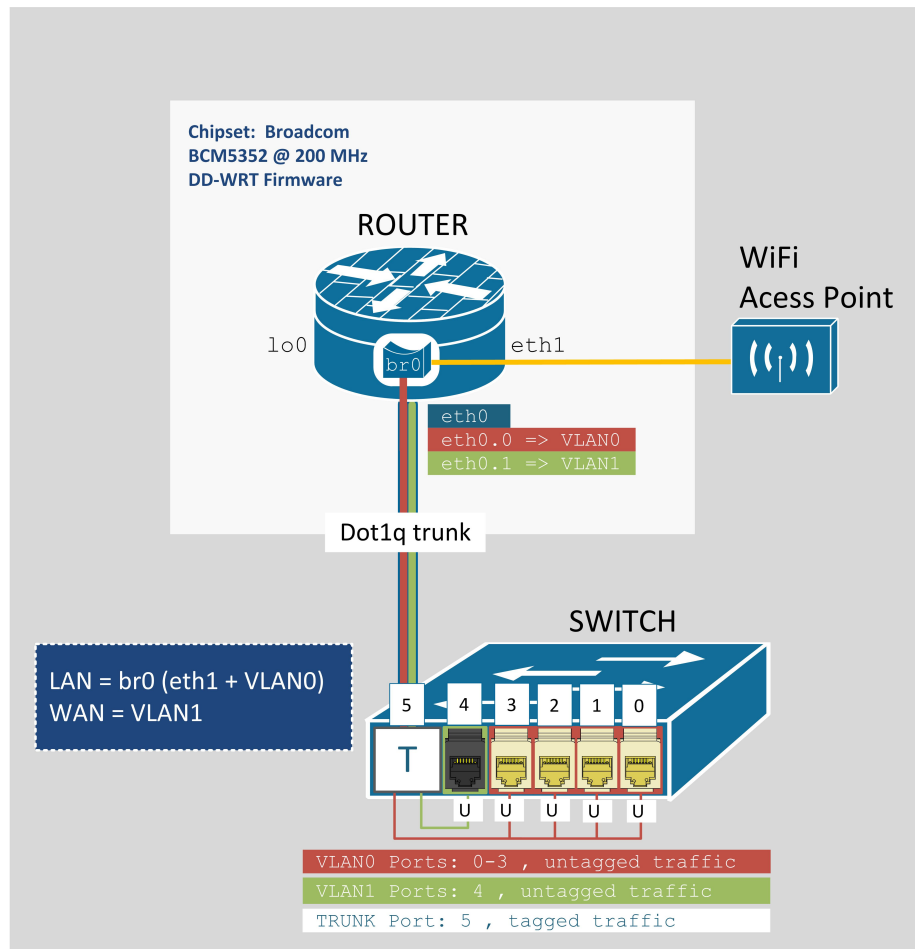 Chipset:  Broadcom
BCM5352 @ 200 MHz
DD-WRT Firmware
ROUTER
WiFi
Acess Point
lo0
eth1
br0
eth0
eth0.0 => VLAN0
eth0.1 => VLAN1
Dot1q trunk
SWITCH
LAN = br0 (eth1 + VLAN0)
WAN = VLAN1
5 4 3 2 1 0
T
U U U U U
VLAN0 Ports: 0-3 , untagged traffic
VLAN1 Ports: 4 , untagged traffic
TRUNK Port: 5 , tagged traffic